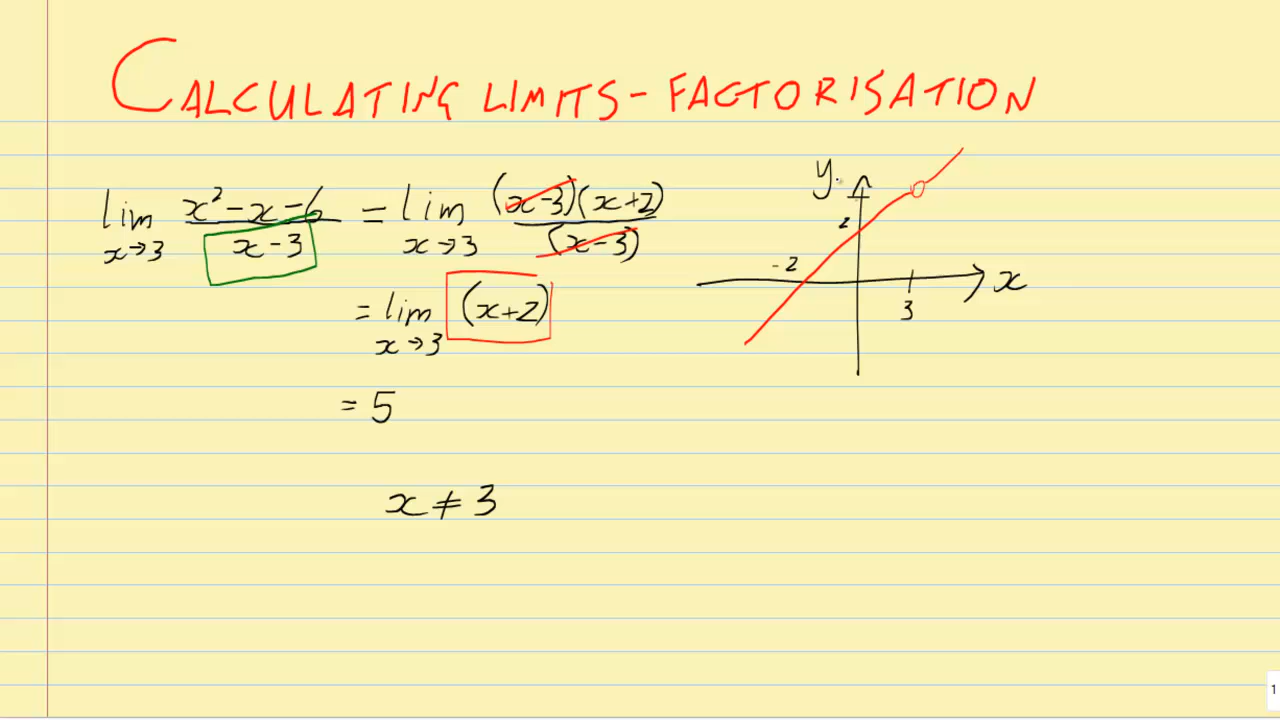 CALCULATING LIMITS - FACTORISATION
lim x→3 x² - x - 6 / x - 3 = lim x→3 (x-3)(x+2) / (x-3)
= lim x→3 (x+2)
= 5
x ≠ 3
y
2
-2
x
3
1